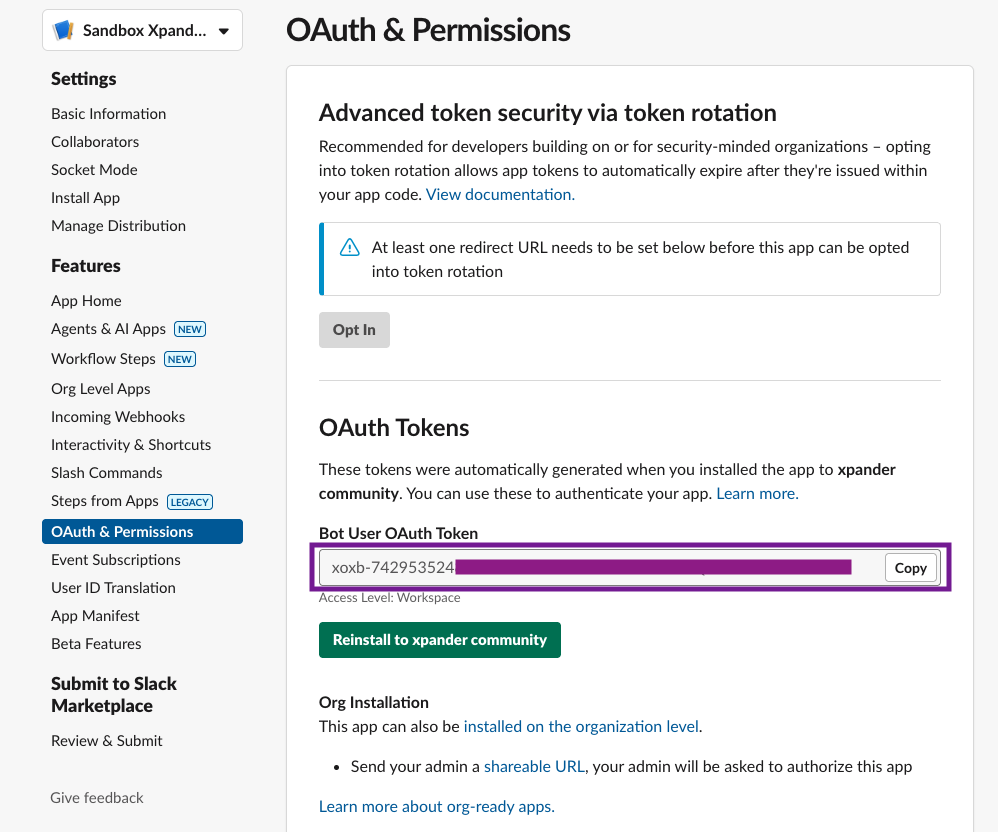 Sandbox Xpand...
Settings
Basic Information
Collaborators
Socket Mode
Install App
Manage Distribution
Features
App Home
Agents & AI Apps NEW
Workflow Steps NEW
Org Level Apps
Incoming Webhooks
Interactivity & Shortcuts
Slash Commands
Steps from Apps LEGACY
OAuth & Permissions
Event Subscriptions
User ID Translation
App Manifest
Beta Features
Submit to Slack
Marketplace
Review & Submit
Give feedback
OAuth & Permissions
Advanced token security via token rotation
Recommended for developers building on or for security-minded organizations – opting
into token rotation allows app tokens to automatically expire after they're issued within
your app code. View documentation.
At least one redirect URL needs to be set below before this app can be opted
into token rotation
Opt In
OAuth Tokens
These tokens were automatically generated when you installed the app to xpander
community. You can use these to authenticate your app. Learn more.
Bot User OAuth Token
xoxb-742953524
Copy
Access Level: Workspace
Reinstall to xpander community
Org Installation
This app can also be installed on the organization level.
• Send your admin a shareable URL, your admin will be asked to authorize this app
Learn more about org-ready apps.